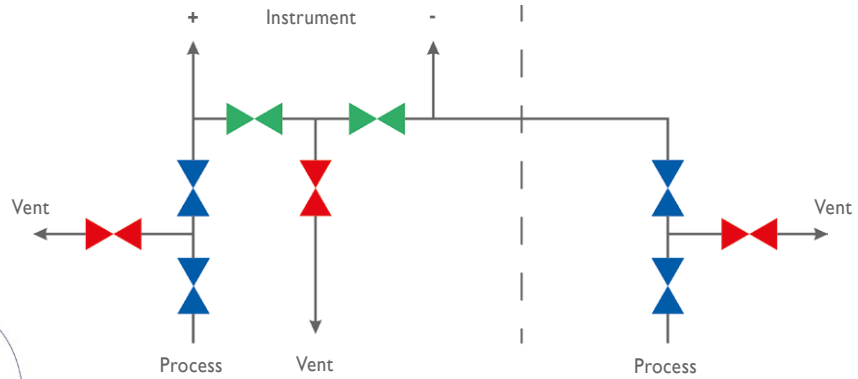 + Instrument -
Vent
Vent
Process
Vent
Process